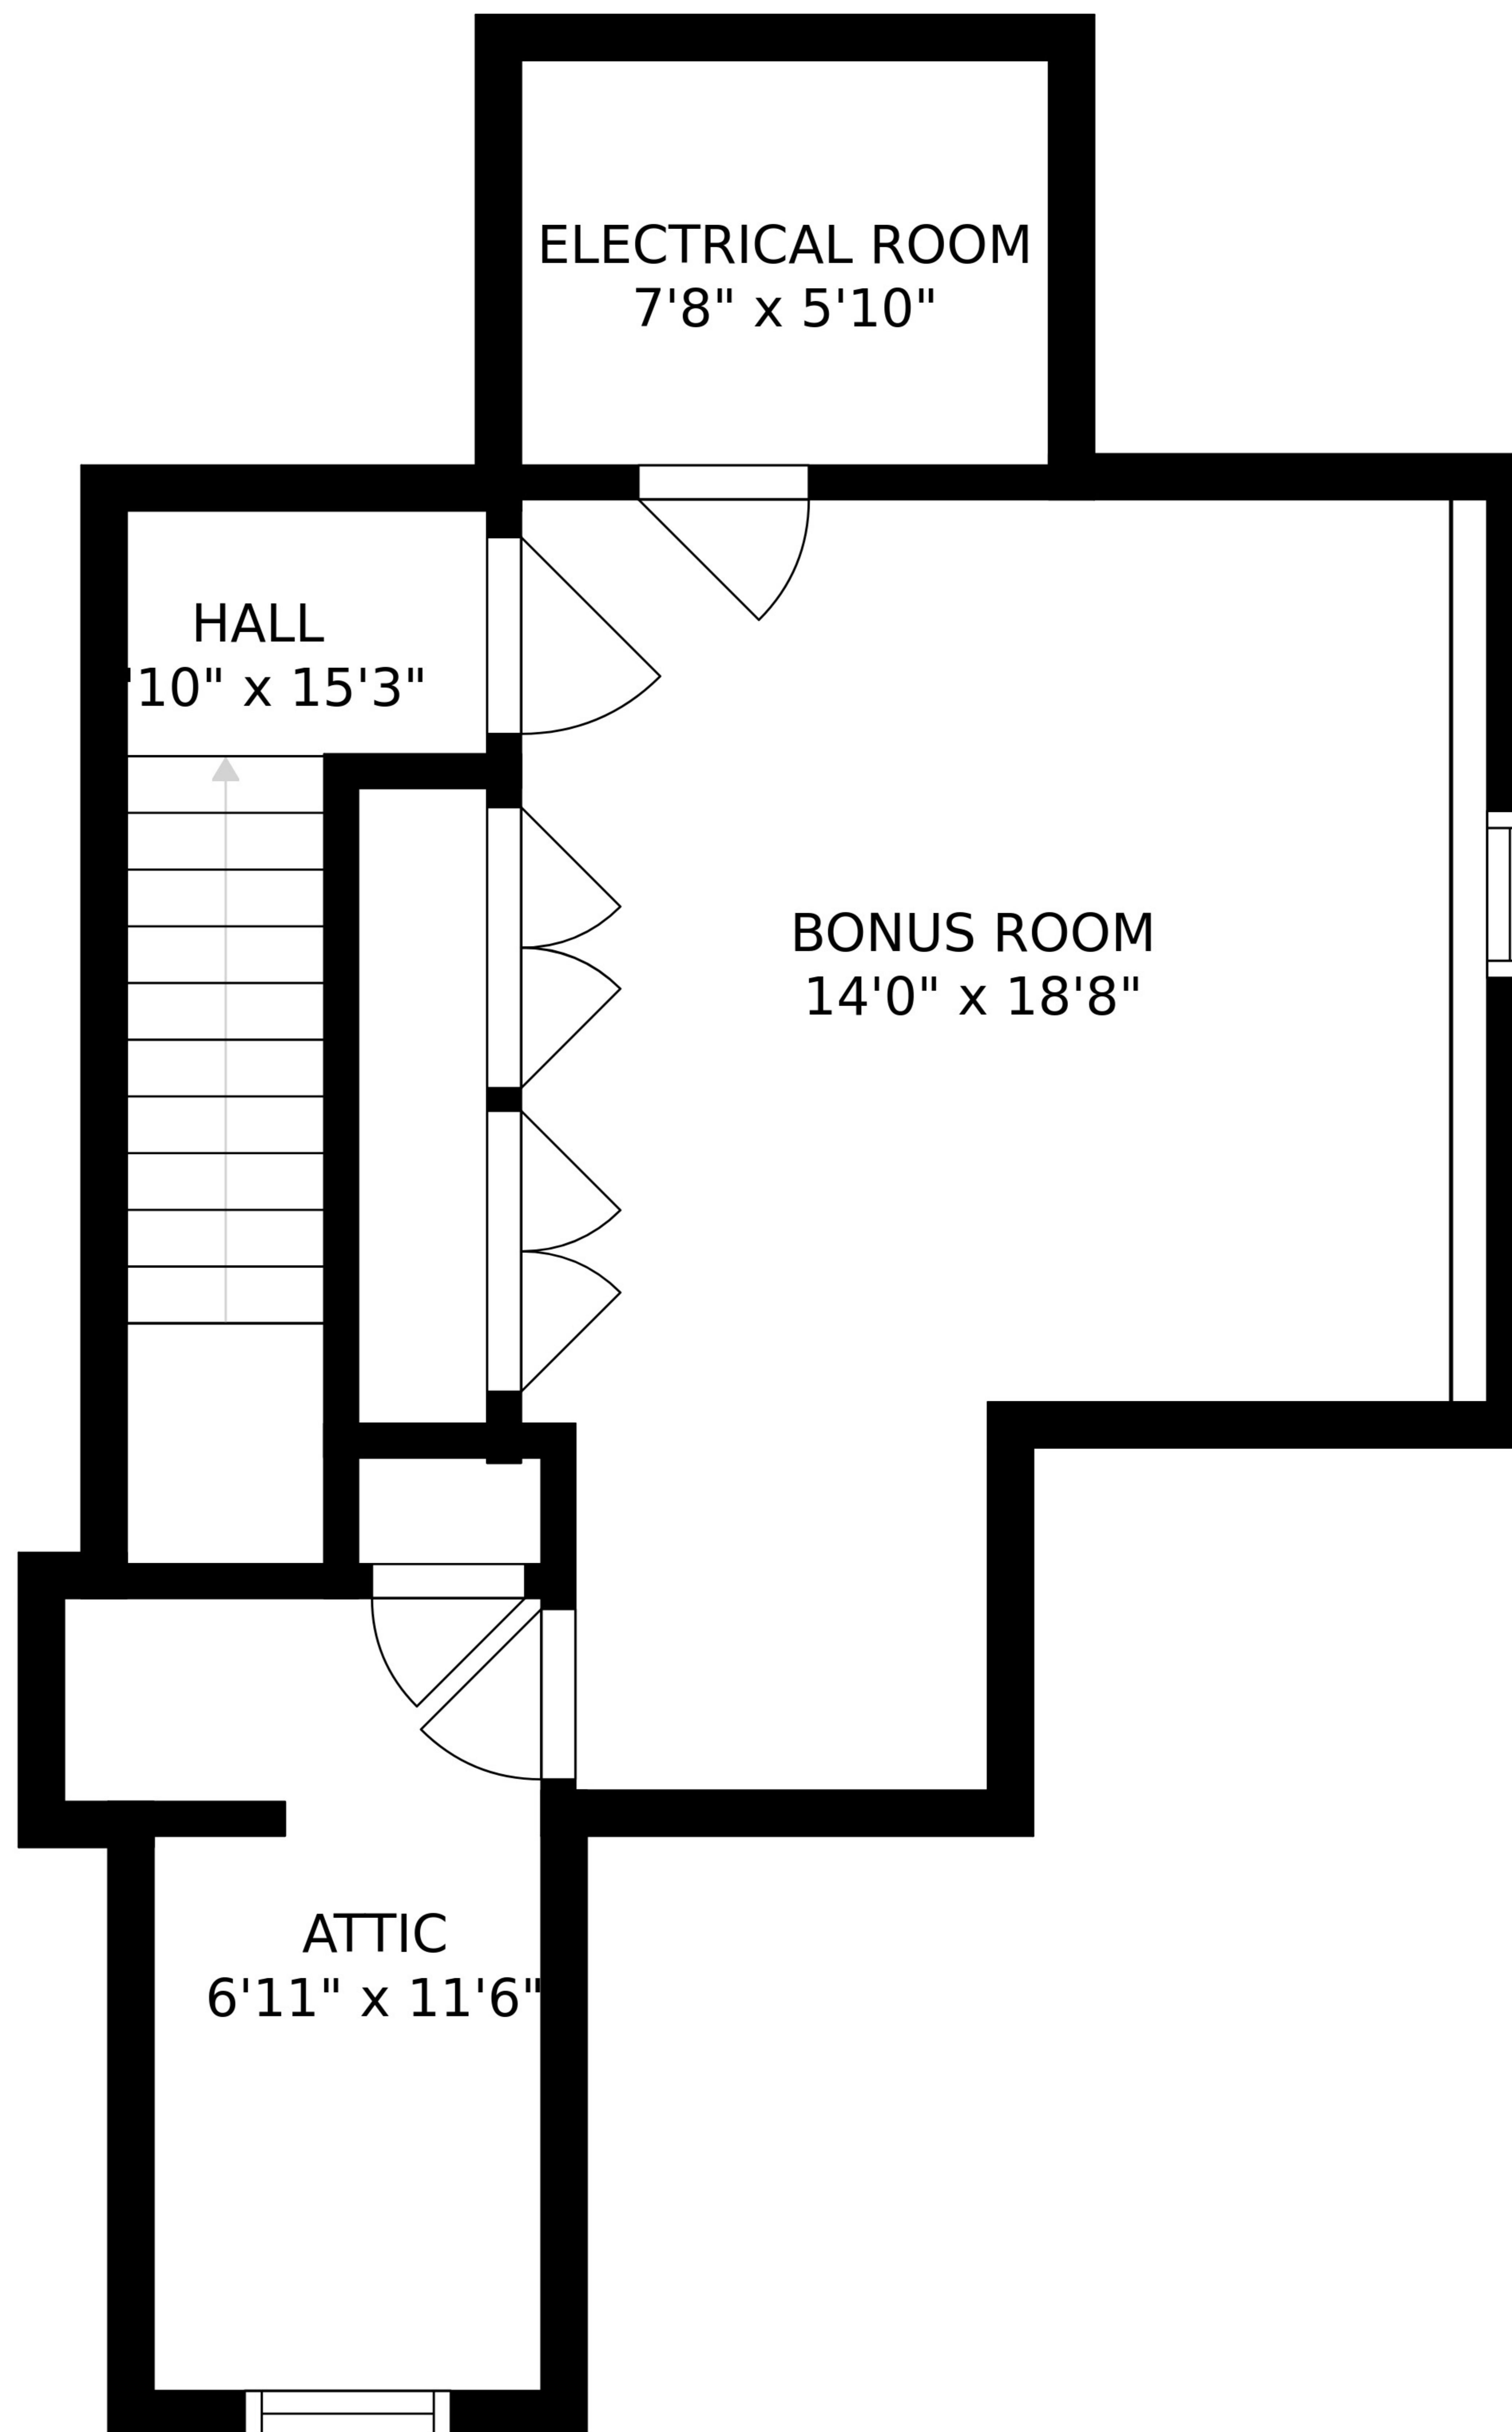 ELECTRICAL ROOM
7'8" x 5'10"
HALL
'10" x 15'3"
BONUS ROOM
14'0" x 18'8"
ATTIC
6'11" x 11'6"